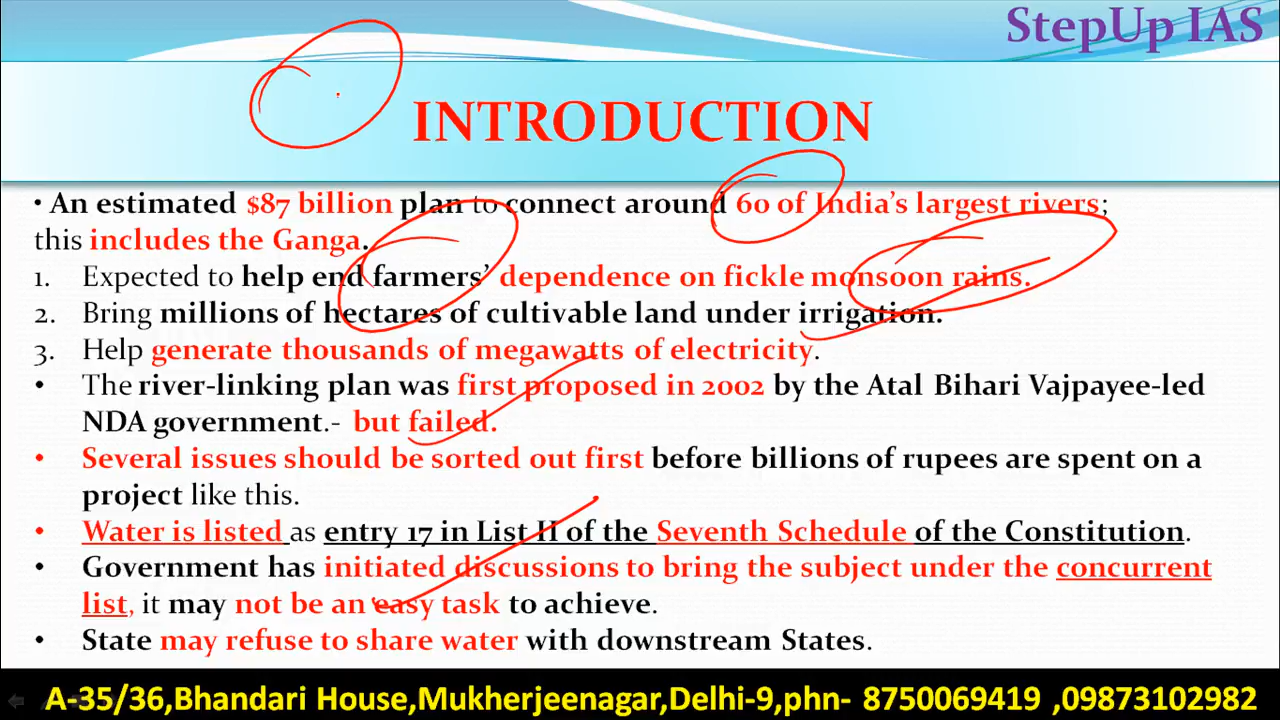 StepUp IAS
INTRODUCTION
• An estimated $87 billion plan to connect around 60 of India's largest rivers;
this includes the Ganga.
1. Expected to help end farmers' dependence on fickle monsoon rains.
2. Bring millions of hectares of cultivable land under irrigation.
3. Help generate thousands of megawatts of electricity.
• The river-linking plan was first proposed in 2002 by the Atal Bihari Vajpayee-led
NDA government.- but failed.
• Several issues should be sorted out first before billions of rupees are spent on a
project like this.
• Water is listed as entry 17 in List II of the Seventh Schedule of the Constitution.
• Government has initiated discussions to bring the subject under the concurrent
list, it may not be an easy task to achieve.
• State may refuse to share water with downstream States.
A-35/36,Bhandari House,Mukherjeenagar,Delhi-9,phn- 8750069419 ,09873102982